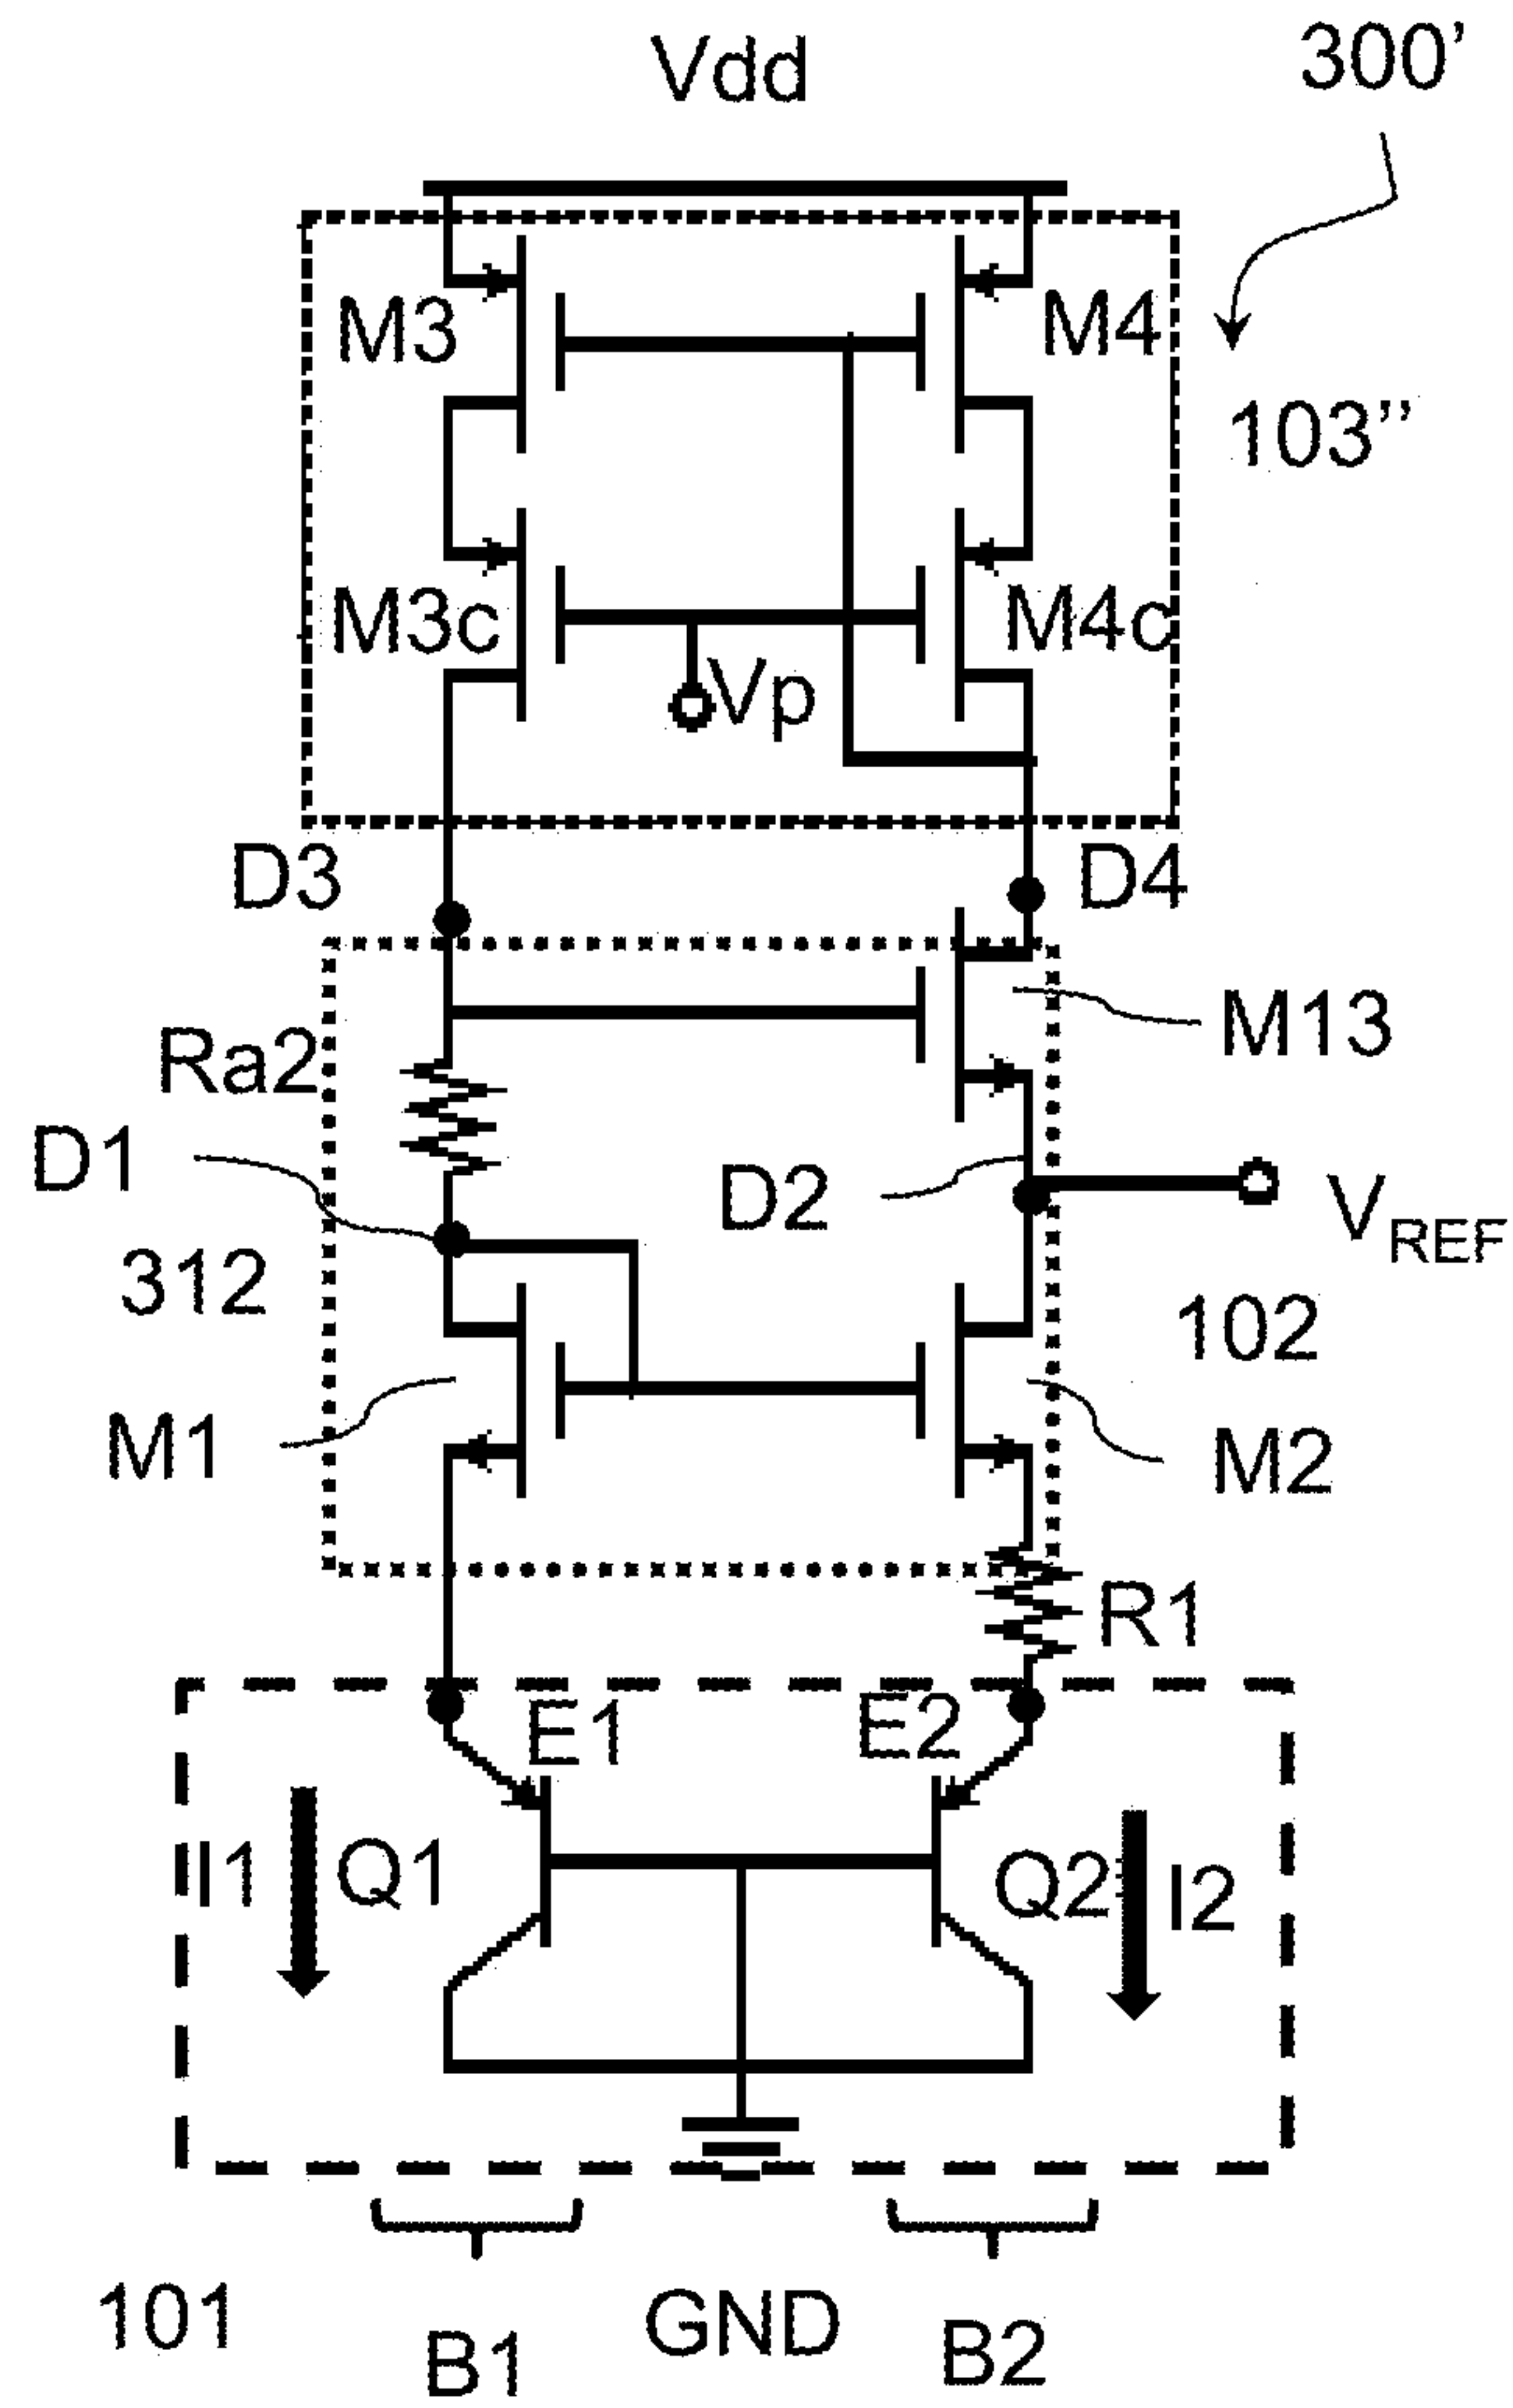 Vdd
300'
M3
M4
103”
M3c
M4c
Vp
D3
D4
M13
Ra2
D1
D2
VREF
312
102
M1
M2
R1
E1
E2
I1
Q1
Q2
I2
101
GND
B1
B2